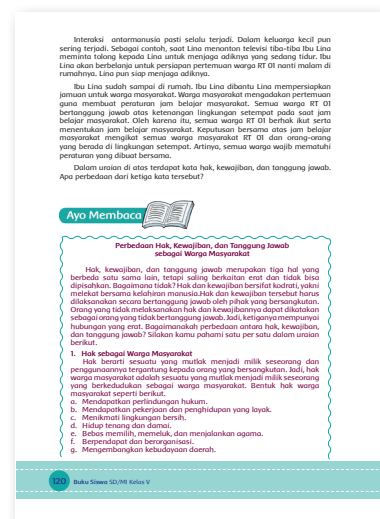 Interaksi antarmanusia pasti selalu terjadi. Dalam keluarga kecil pun
sering terjadi. Sebagai contoh, saat Lina menonton televisi tiba-tiba Ibu Lina
meminta tolong kepada Lina untuk menjaga adiknya yang sedang tidur. Ibu
Lina akan berbelanja untuk persiapan pertemuan warga RT 01 nanti malam di
rumahnya. Lina pun siap menjaga adiknya.
Ibu Lina sudah sampai di rumah. Ibu Lina dibantu Lina mempersiapkan
jamuan untuk warga masyarakat. Warga masyarakat mengadakan pertemuan
guna membuat peraturan jam belajar masyarakat. Semua warga RT 01
bertanggung jawab atas ketenangan lingkungan setempat pada saat jam
belajar masyarakat. Oleh karena itu, semua warga RT 01 berhak ikut serta
menentukan jam belajar masyarakat. Keputusan bersama atas jam belajar
masyarakat mengikat semua warga masyarakat RT 01 dan orang-orang
yang berada di lingkungan setempat. Artinya, semua warga wajib mematuhi
peraturan yang dibuat bersama.
Dalam uraian di atas terdapat kata hak, kewajiban, dan tanggung jawab.
Apa perbedaan dari ketiga kata tersebut?
Ayo Membaca
Perbedaan Hak, Kewajiban, dan Tanggung Jawab
sebagai Warga Masyarakat
Hak, kewajiban, dan tanggung jawab merupakan tiga hal yang
berbeda satu sama lain, tetapi saling berkaitan erat dan tidak bisa
dipisahkan. Bagaimana tidak? Hak dan kewajiban bersifat kodrati, yakni
melekat bersama kelahiran manusia.Hak dan kewajiban tersebut harus
dilaksanakan secara bertanggung jawab oleh pihak yang bersangkutan.
Orang yang tidak melaksanakan hak dan kewajibannya dapat dikatakan
sebagai orang yang tidak bertanggung jawab. Jadi, ketiganya mempunyai
hubungan yang erat. Bagaimanakah perbedaan antara hak, kewajiban,
dan tanggung jawab? Silakan kamu pahami satu per satu dalam uraian
berikut.
1. Hak sebagai Warga Masyarakat
Hak berarti sesuatu yang mutlak menjadi milik seseorang dan
penggunaannya tergantung kepada orang yang bersangkutan. Jadi, hak
warga masyarakat adalah sesuatu yang mutlak menjadi milik seseorang
yang berkedudukan sebagai warga masyarakat. Bentuk hak warga
masyarakat seperti berikut.
a. Mendapatkan perlindungan hukum.
b. Mendapatkan pekerjaan dan penghidupan yang layak.
c. Menikmati lingkungan bersih.
d. Hidup tenang dan damai.
e. Bebas memilih, memeluk, dan menjalankan agama.
f. Berpendapat dan berorganisasi.
g. Mengembangkan kebudayaan daerah.
120 Buku Siswa SD/MI Kelas V